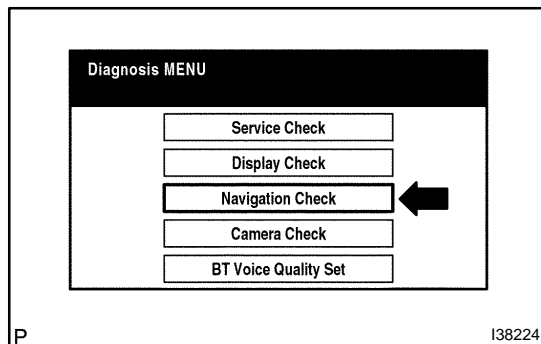 Diagnosis MENU
Service Check
Display Check
Navigation Check
Camera Check
BT Voice Quality Set
P
I38224